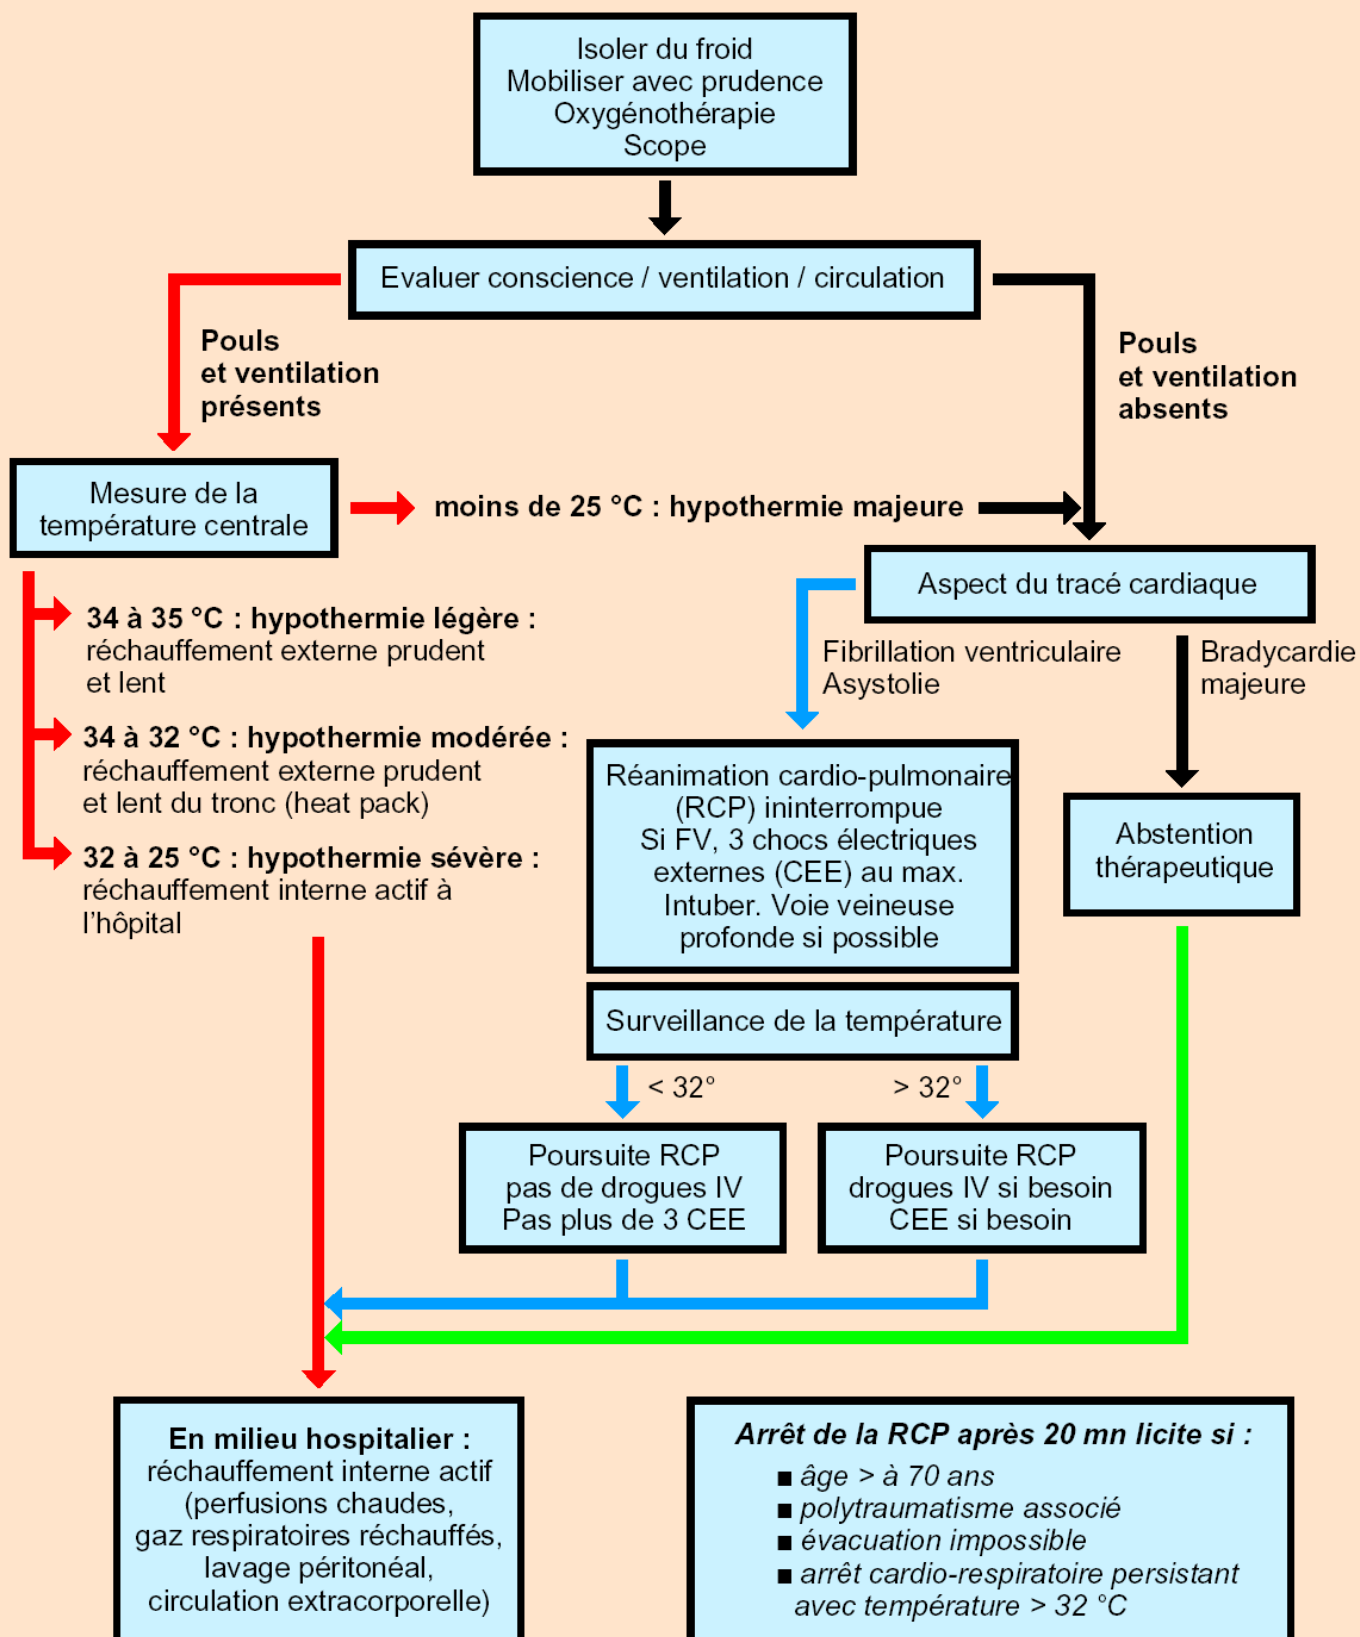 Isoler du froid
Mobiliser avec prudence
Oxygénothérapie
Scope
Evaluer conscience / ventilation / circulation
Pouls
et ventilation
présents
Pouls
et ventilation
absents
Mesure de la
température centrale
moins de 25 °C : hypothermie majeure
Aspect du tracé cardiaque
34 à 35 °C : hypothermie légère :
réchauffement externe prudent
et lent
34 à 32 °C : hypothermie modérée :
réchauffement externe prudent
et lent du tronc (heat pack)
32 à 25 °C : hypothermie sévère :
réchauffement interne actif à
l'hôpital
Fibrillation ventriculaire
Asystolie
Bradycardie
majeure
Réanimation cardio-pulmonaire
(RCP) ininterrompue
Si FV, 3 chocs électriques
externes (CEE) au max.
Intuber. Voie veineuse
profonde si possible
Abstention
thérapeutique
Surveillance de la température
< 32°
> 32°
Poursuite RCP
pas de drogues IV
Pas plus de 3 CEE
Poursuite RCP
drogues IV si besoin
CEE si besoin
En milieu hospitalier :
réchauffement interne actif
(perfusions chaudes,
gaz respiratoires réchauffés,
lavage péritonéal,
circulation extracorporelle)
Arrêt de la RCP après 20 mn licite si :
■ âge > à 70 ans
■ polytraumatisme associé
■ évacuation impossible
■ arrêt cardio-respiratoire persistant
avec température > 32 °C